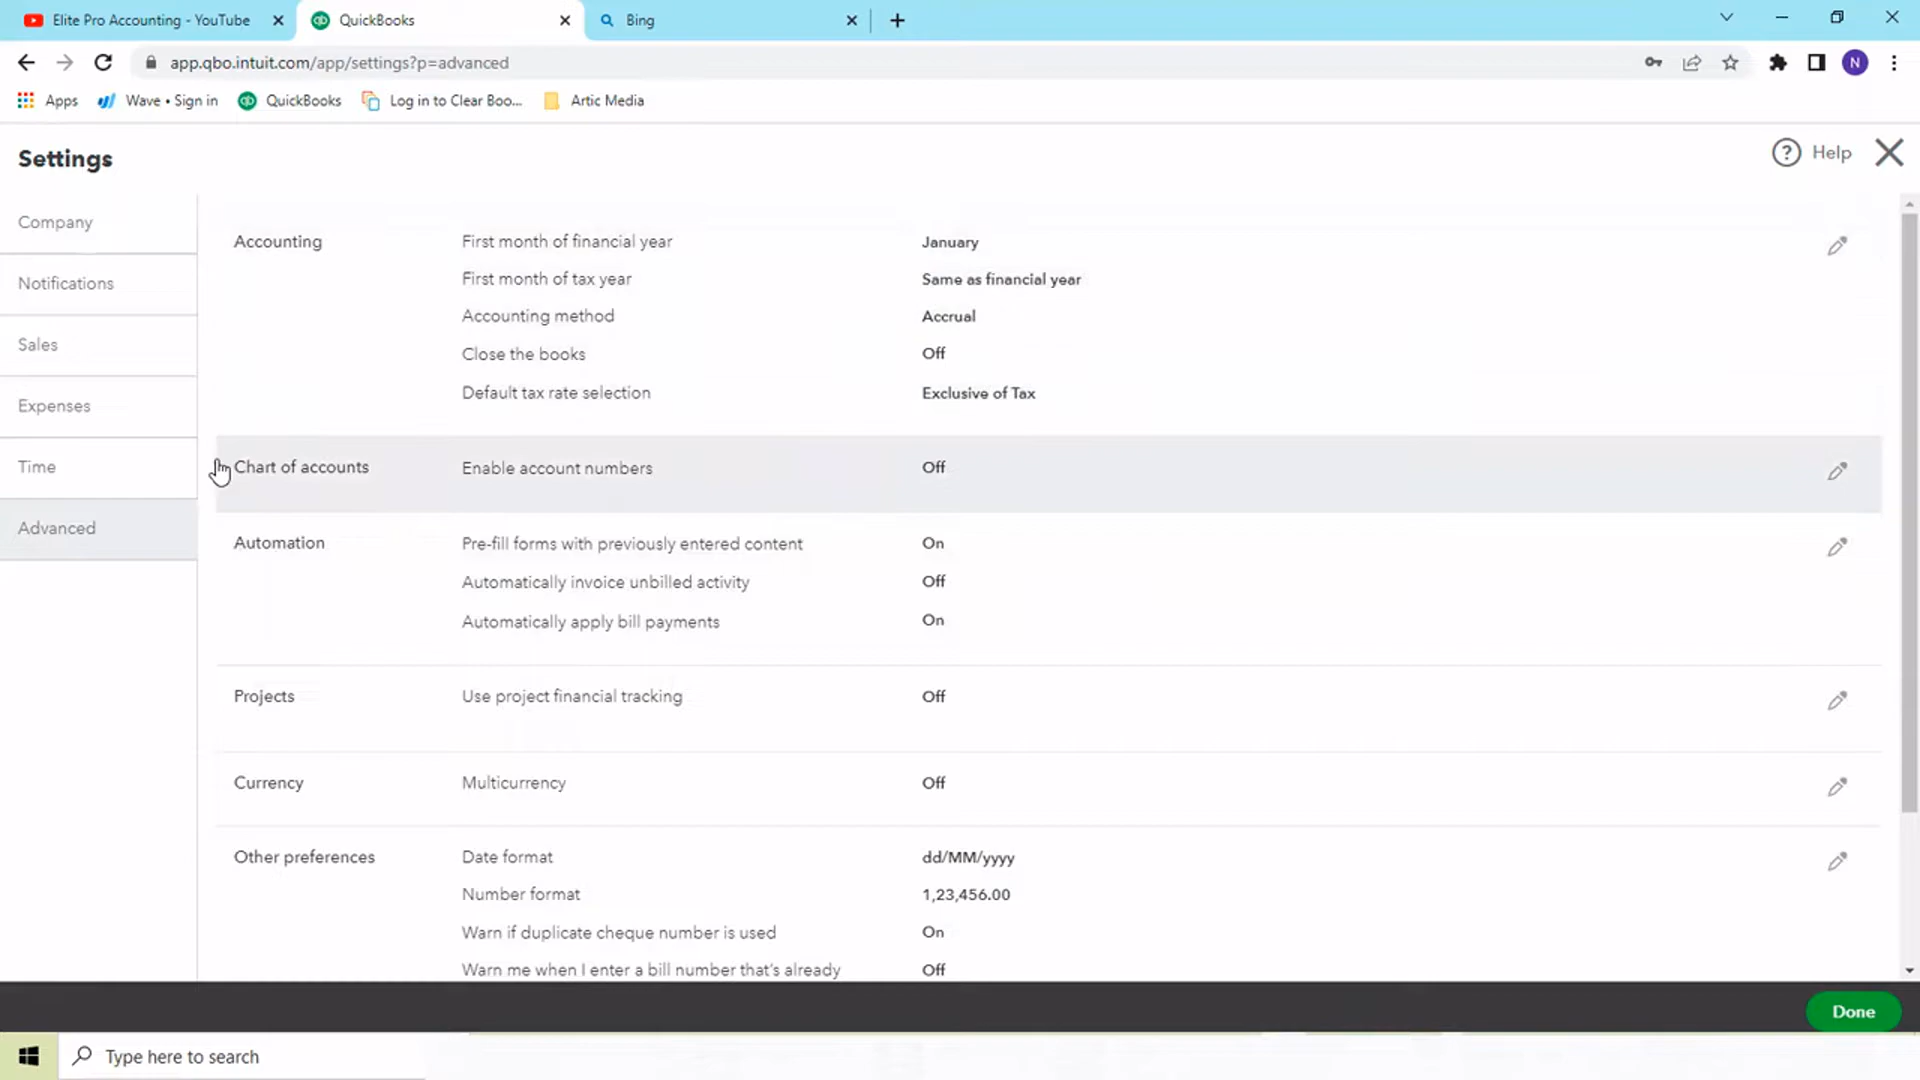 Elite Pro Accounting - YouTube
QuickBooks
Bing
app.qbo.intuit.com/app/settings?p=advanced
N
Apps
Wave • Sign in
QuickBooks
Log in to Clear Boo...
Artic Media
Settings
Help
Company
Notifications
Sales
Expenses
Time
Advanced
Accounting
First month of financial year January
First month of tax year Same as financial year
Accounting method Accrual
Close the books Off
Default tax rate selection Exclusive of Tax
Chart of accounts Enable account numbers Off
Automation Pre-fill forms with previously entered content On
Automatically invoice unbilled activity Off
Automatically apply bill payments On
Projects Use project financial tracking Off
Currency Multicurrency Off
Other preferences Date format dd/MM/yyyy
Number format 1,23,456.00
Warn if duplicate cheque number is used On
Warn me when I enter a bill number that's already Off
Done
Type here to search